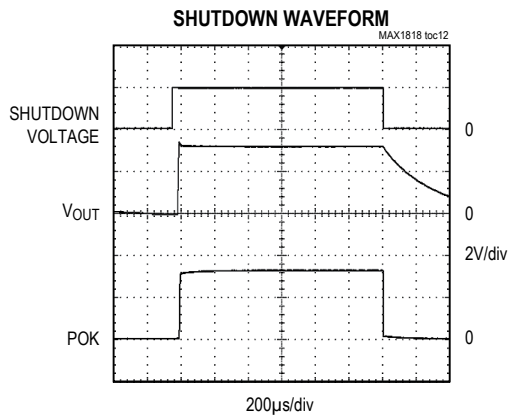 SHUTDOWN WAVEFORM
MAX1818 toc12
SHUTDOWN
VOLTAGE
0
VOUT
0
2V/div
POK
0
200µs/div